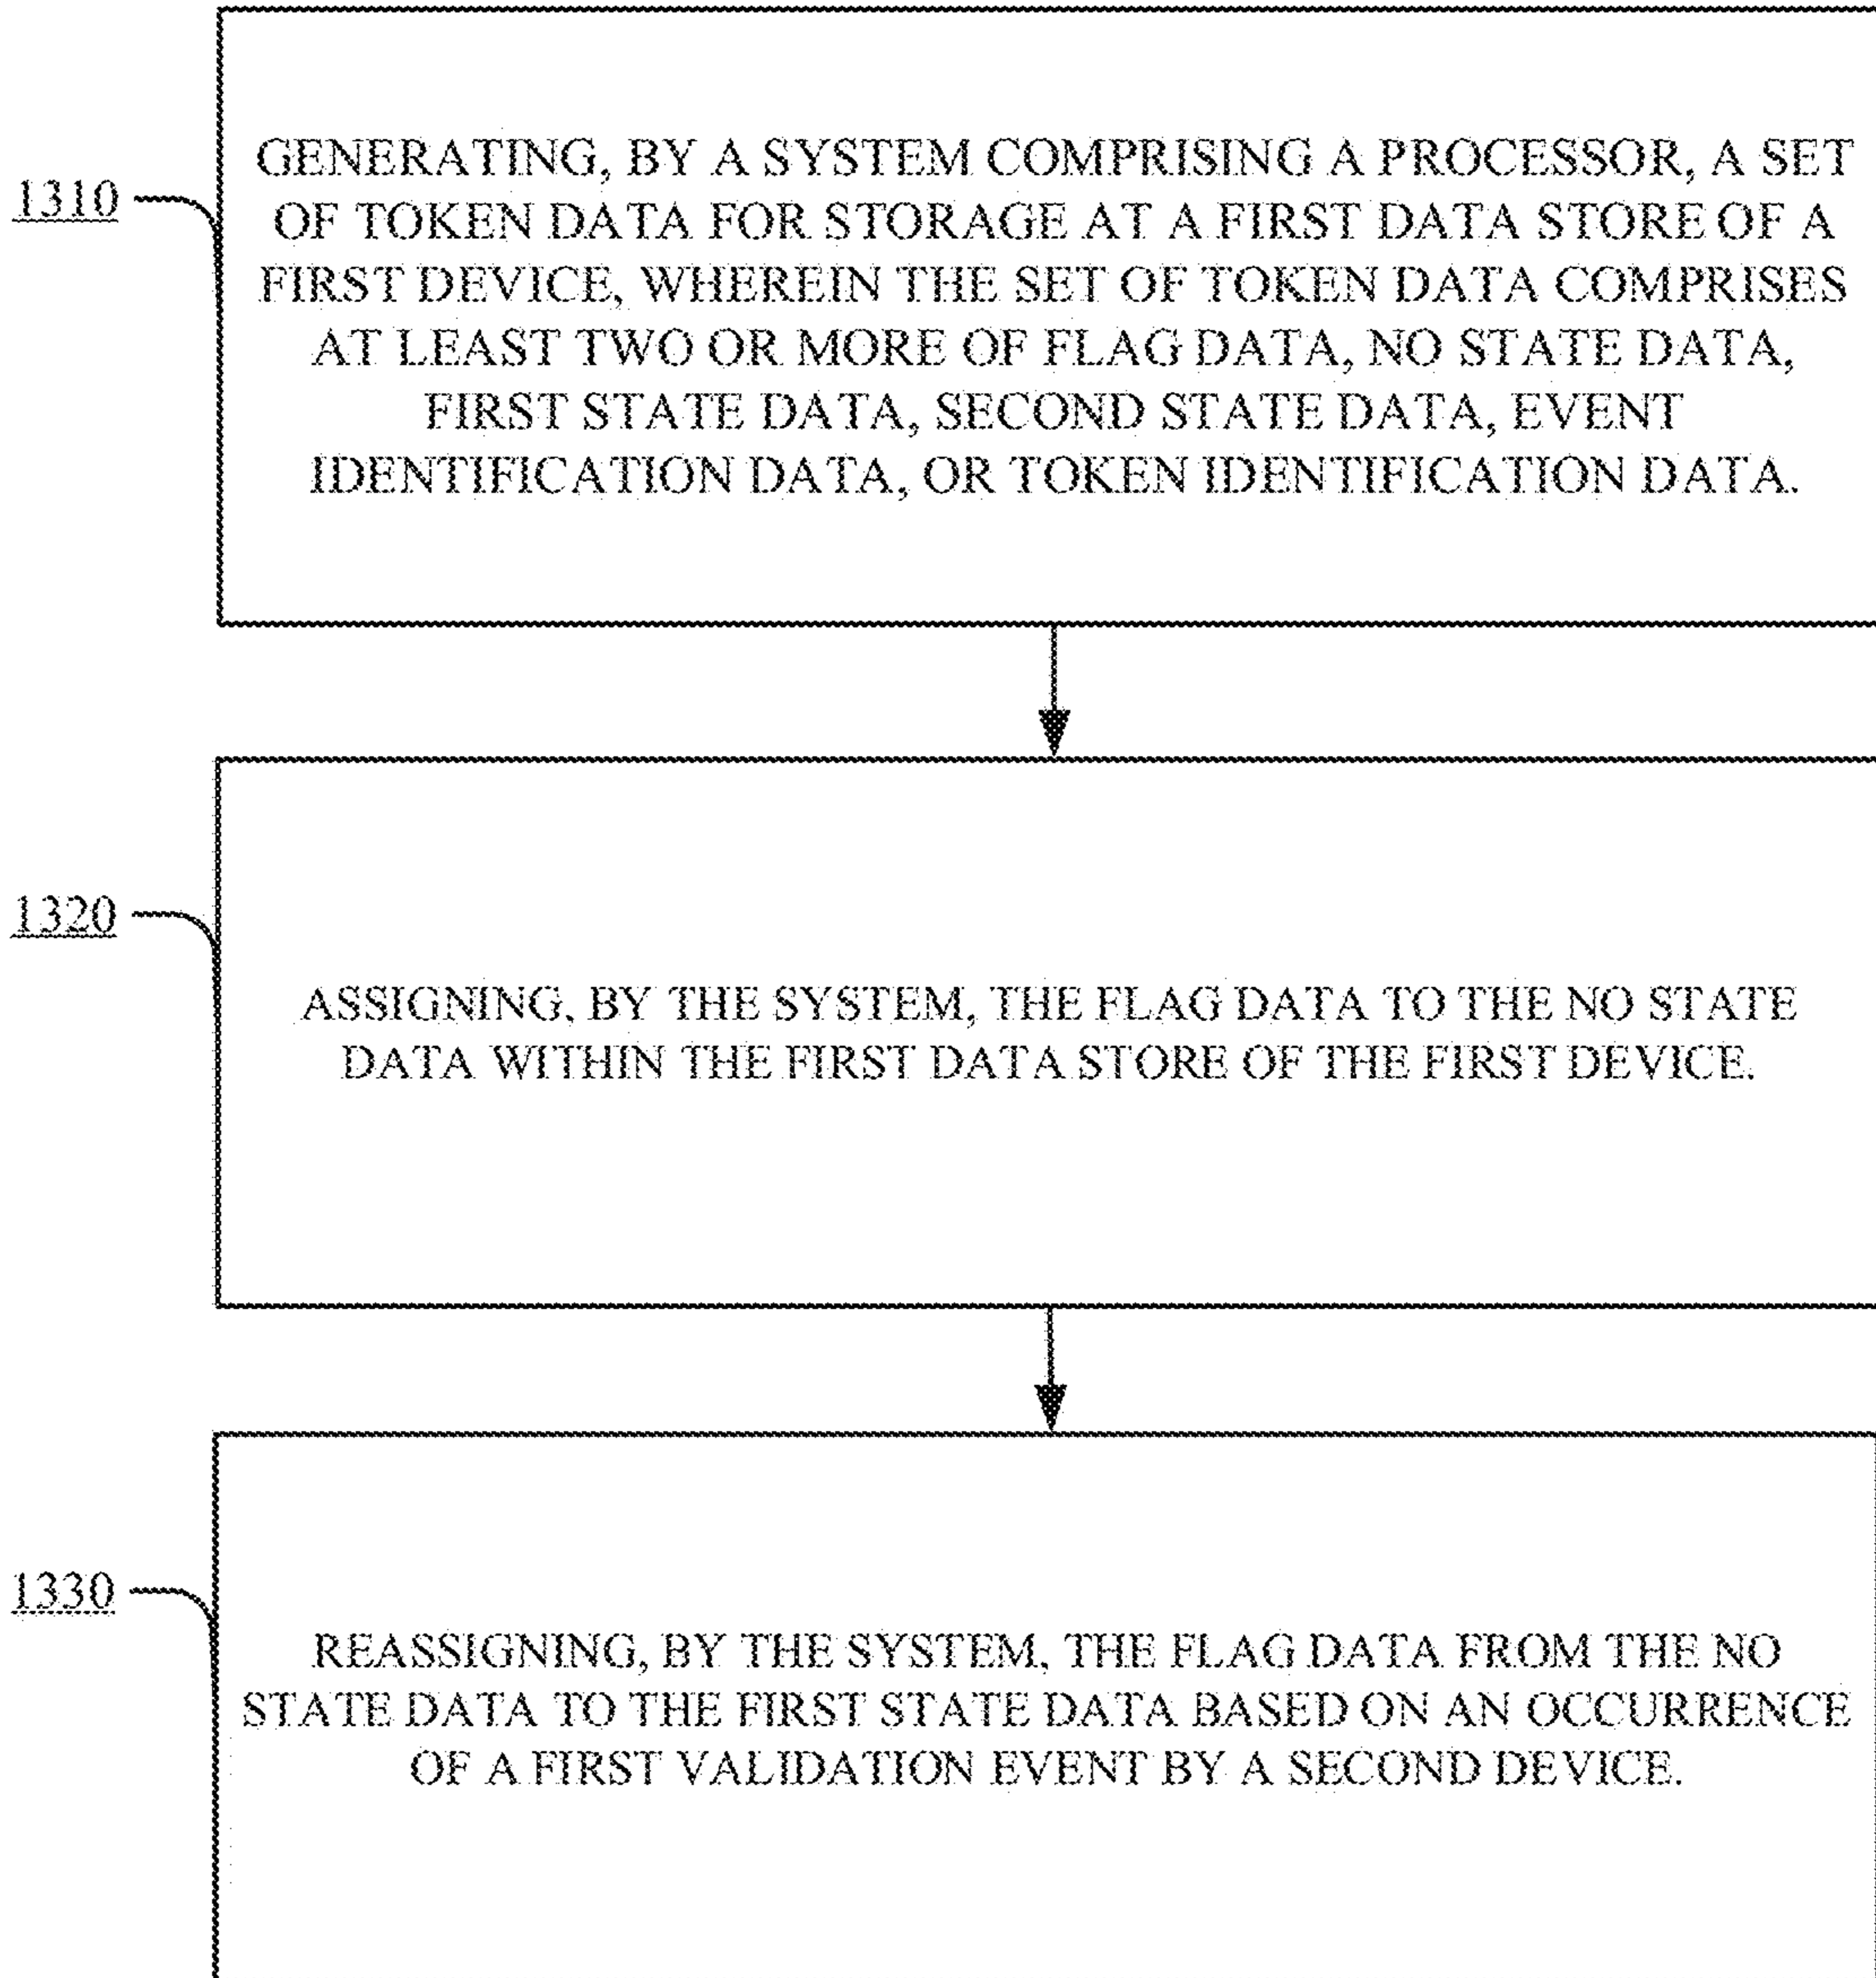 1310
GENERATING, BY A SYSTEM COMPRISING A PROCESSOR, A SET
OF TOKEN DATA FOR STORAGE AT A FIRST DATA STORE OF A
FIRST DEVICE, WHEREIN THE SET OF TOKEN DATA COMPRISES
AT LEAST TWO OR MORE OF FLAG DATA, NO STATE DATA,
FIRST STATE DATA, SECOND STATE DATA, EVENT
IDENTIFICATION DATA, OR TOKEN IDENTIFICATION DATA.
1320
ASSIGNING, BY THE SYSTEM, THE FLAG DATA TO THE NO STATE
DATA WITHIN THE FIRST DATA STORE OF THE FIRST DEVICE.
1330
REASSIGNING, BY THE SYSTEM, THE FLAG DATA FROM THE NO
STATE DATA TO THE FIRST STATE DATA BASED ON AN OCCURRENCE
OF A FIRST VALIDATION EVENT BY A SECOND DEVICE.